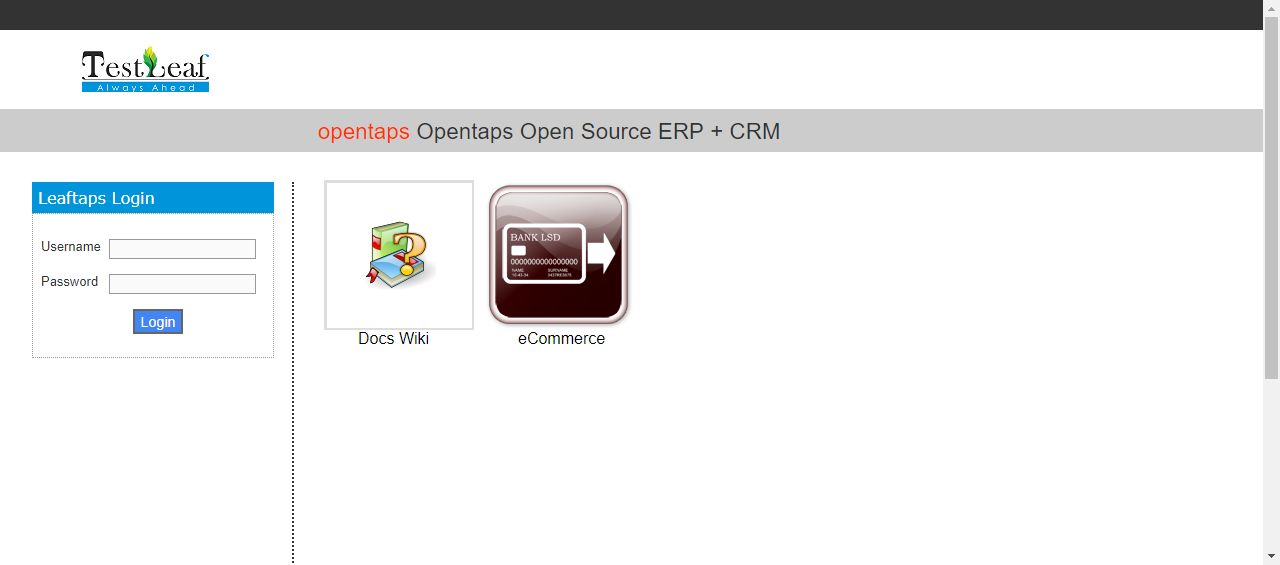 TestLeaf
Always Ahead
opentaps Opentaps Open Source ERP + CRM
Leaftaps Login
Username
Password
Login
BANK LSD
0000000000000000
NAME SURNAME
Docs Wiki
eCommerce